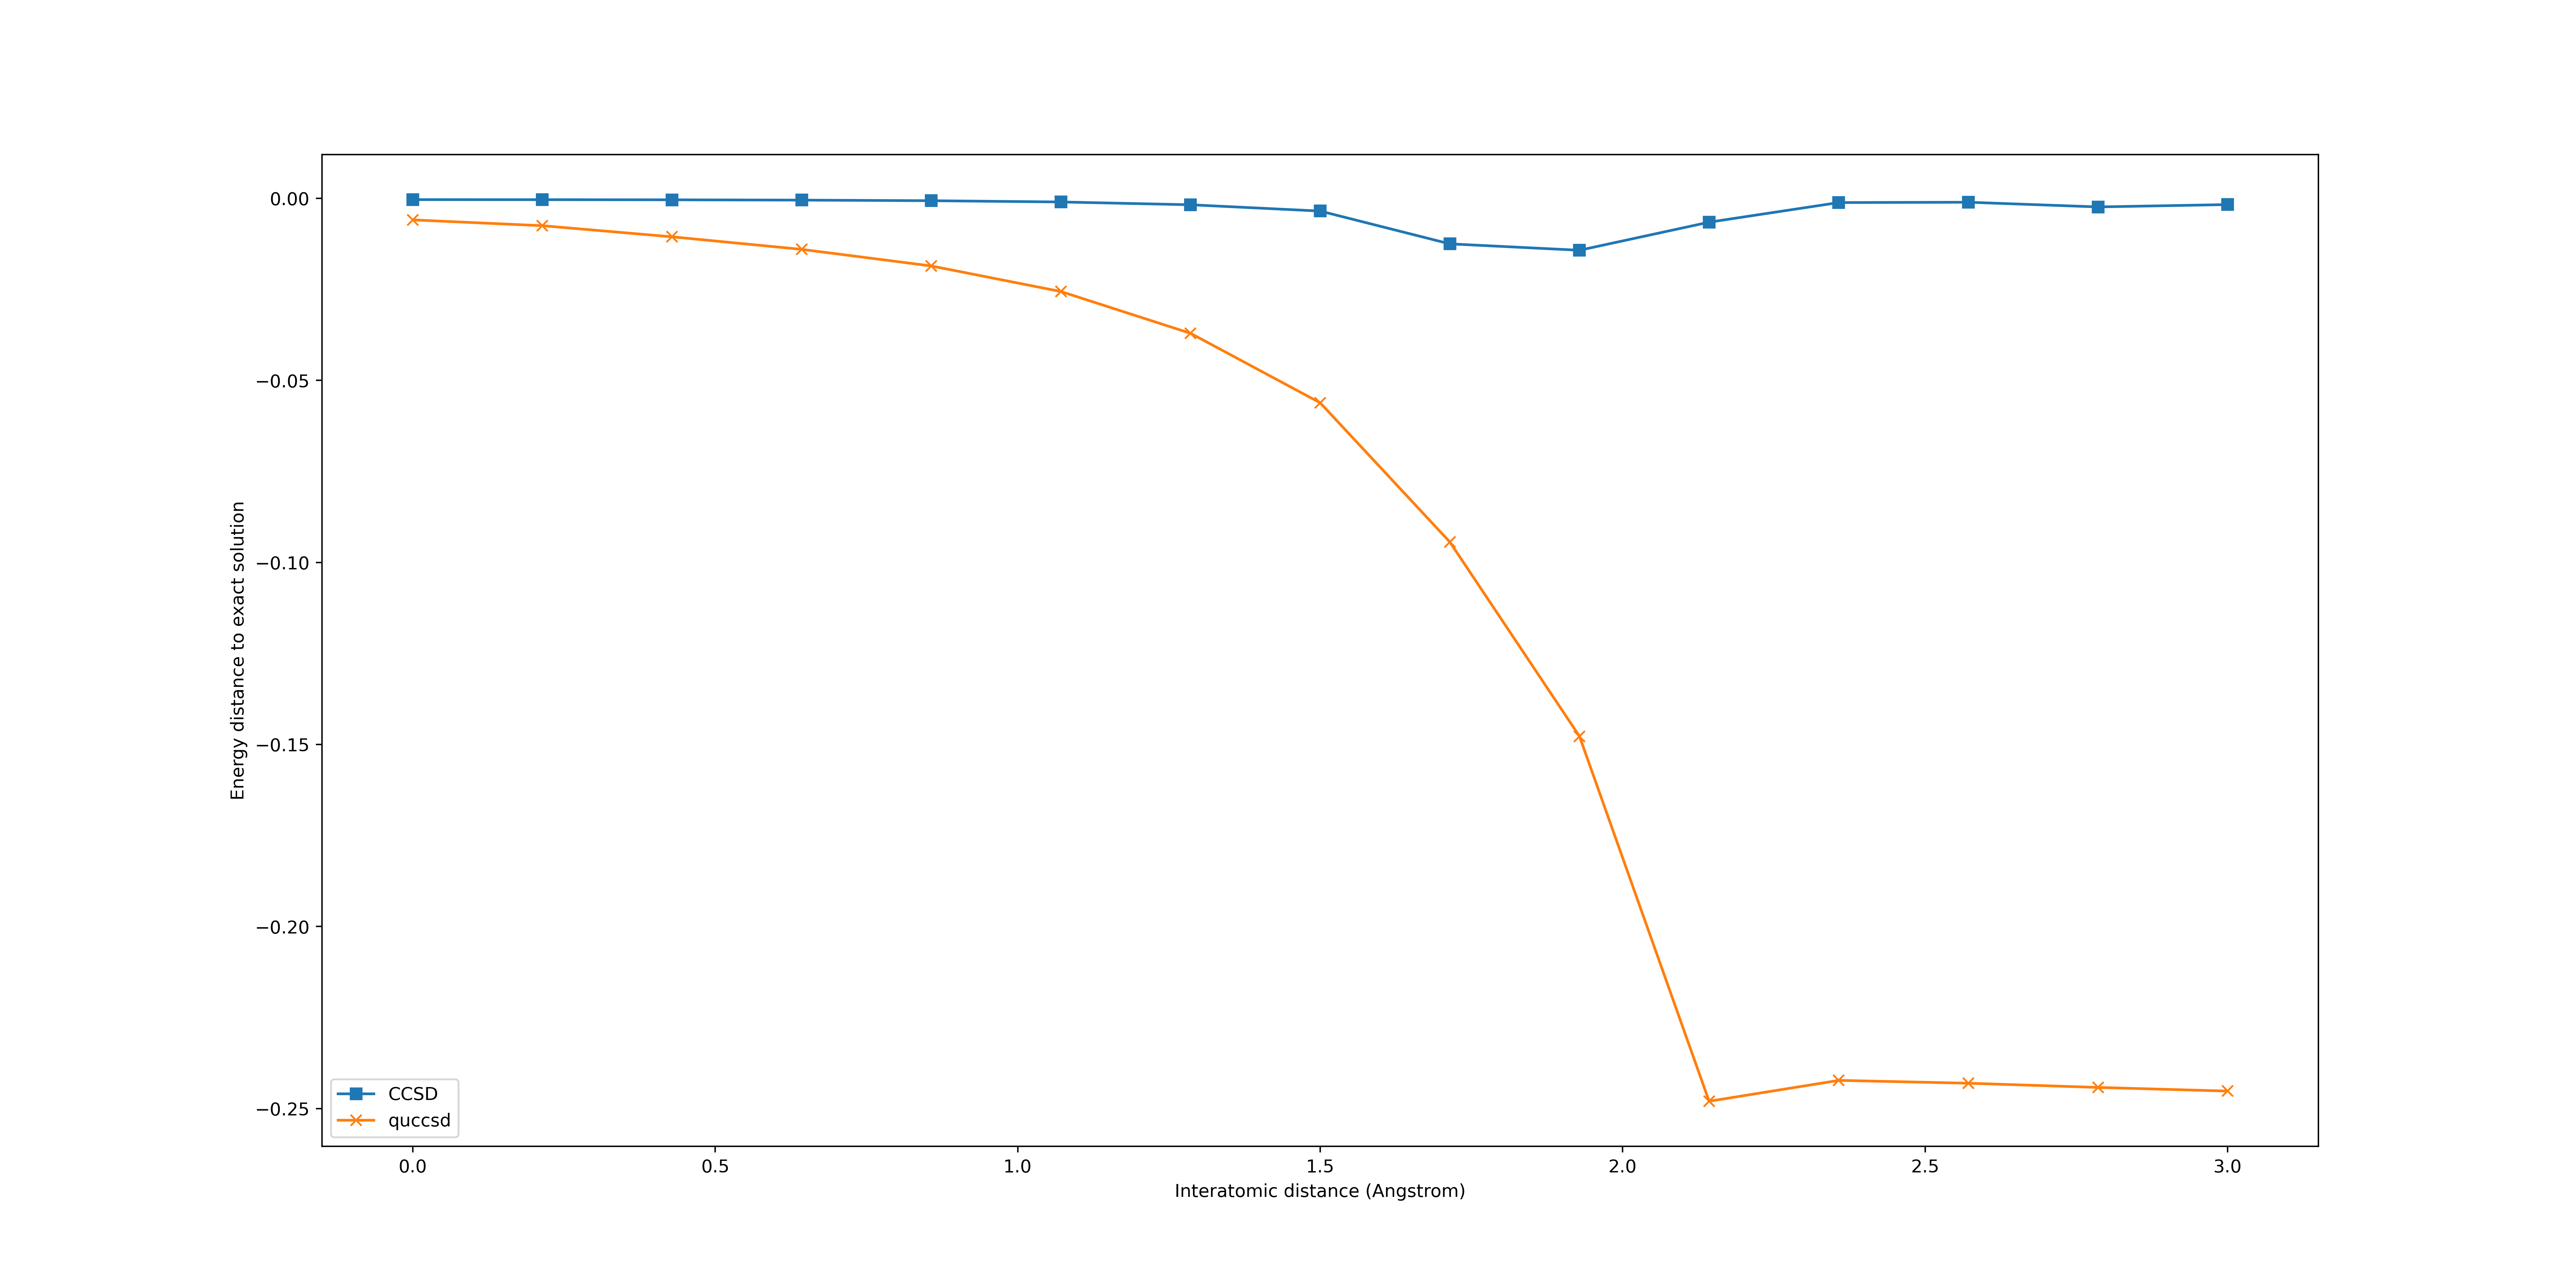 0.00
−0.05
−0.10
−0.15
−0.20
−0.25
Energy distance to exact solution
CCSD
quccsd
0.0 0.5 1.0 1.5 2.0 2.5 3.0
Interatomic distance (Angstrom)